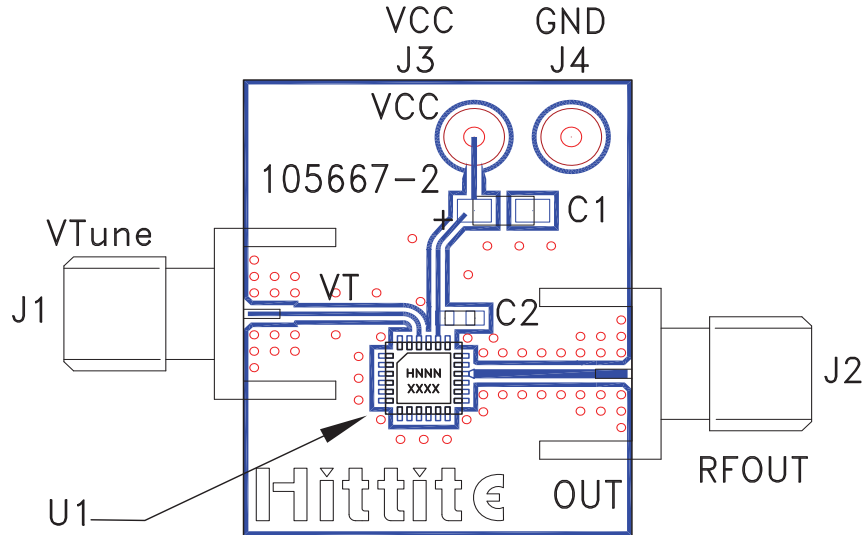 VCC GND
J3 J4
VCC
105667-2
C1
VTune
VT
J1
C2
HNNN
XXXX
J2
RFOUT
OUT
U1
Hittite